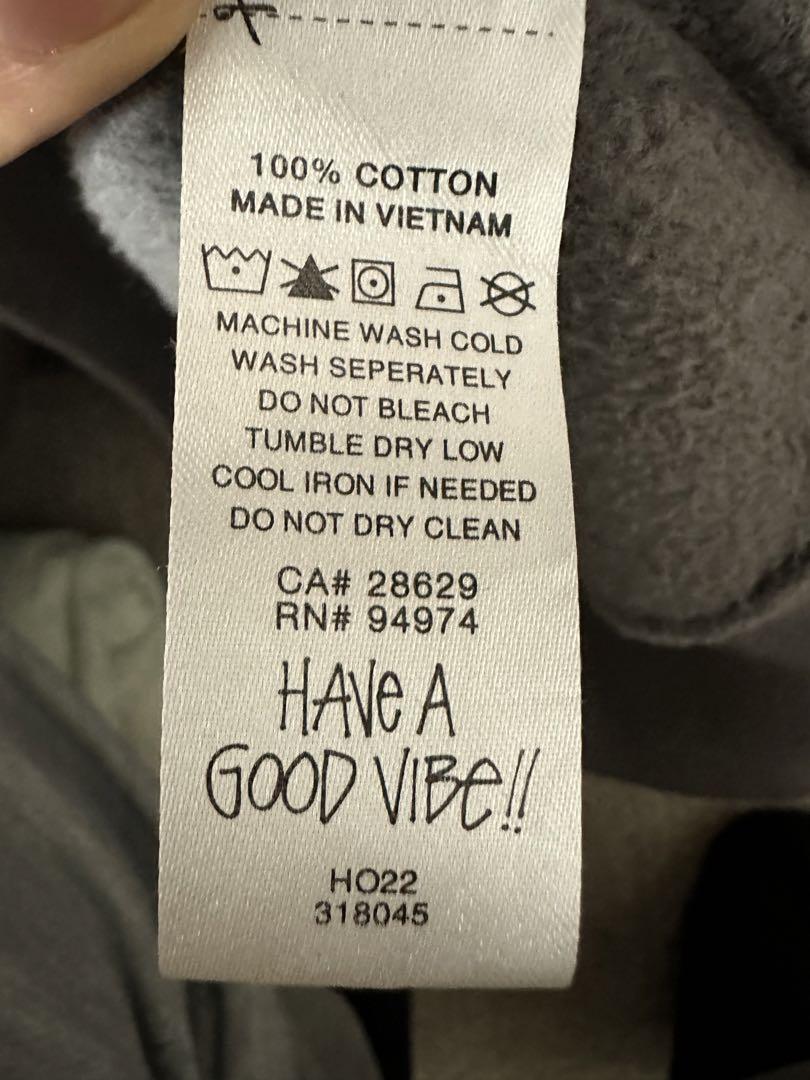 100% COTTON
MADE IN VIETNAM
MACHINE WASH COLD
WASH SEPERATELY
DO NOT BLEACH
TUMBLE DRY LOW
COOL IRON IF NEEDED
DO NOT DRY CLEAN
CA# 28629
RN# 94974
HAVe A
GOOD VIBe!!
HO22
318045